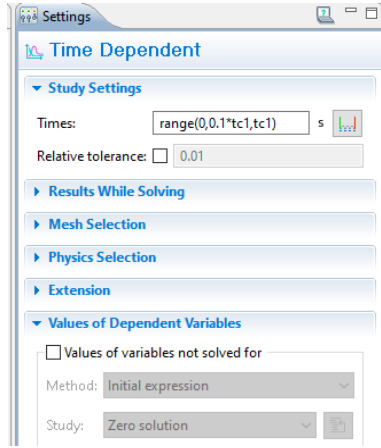 Settings
Time Dependent
Study Settings
Times: range(0,0.1*tc1,tc1) s
Relative tolerance: 0.01
Results While Solving
Mesh Selection
Physics Selection
Extension
Values of Dependent Variables
Values of variables not solved for
Method: Initial expression
Study: Zero solution